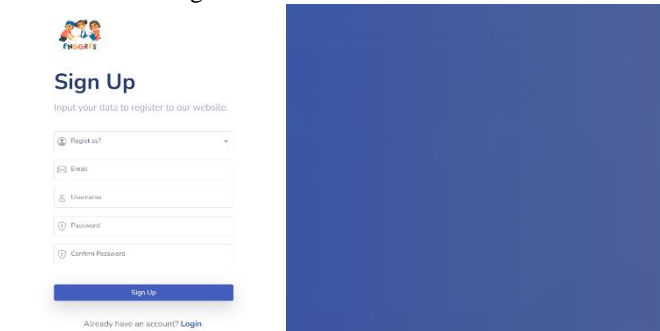 ENGGRIS
Sign Up
Input your data to register to our website.
Regist as?
Email
Username
Password
Confirm Password
Sign Up
Already have an account? Login